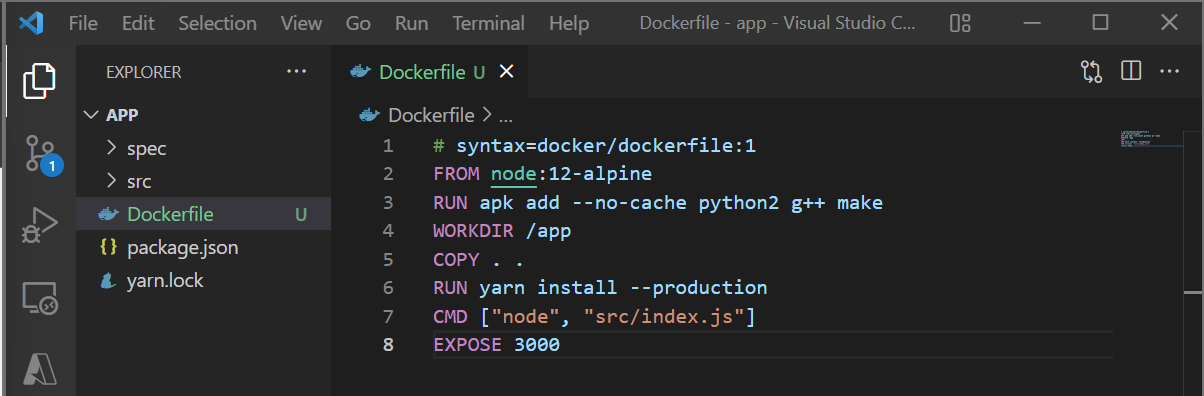 File Edit Selection View Go Run Terminal Help Dockerfile - app - Visual Studio C...
EXPLORER ...
Dockerfile U
APP
Dockerfile > ...
spec
src
Dockerfile U
{} package.json
yarn.lock
1
1 # syntax=docker/dockerfile:1
2 FROM node:12-alpine
3 RUN apk add --no-cache python2 g++ make
4 WORKDIR /app
5 COPY . .
6 RUN yarn install --production
7 CMD ["node", "src/index.js"]
8 EXPOSE 3000